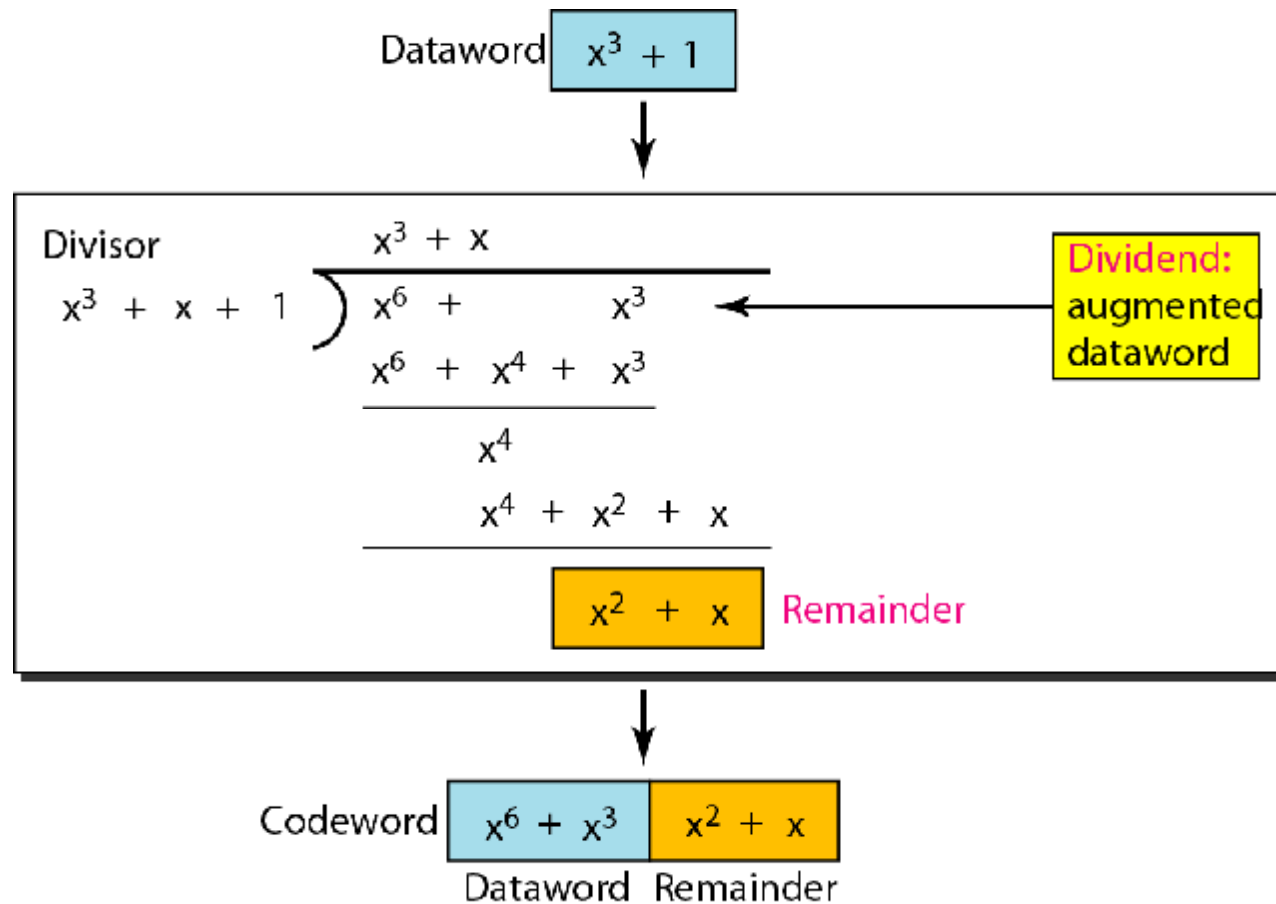 Dataword x³ + 1
Divisor
x³ + x
x³ + x + 1
x⁶ + x³
Dividend:
augmented
dataword
x⁶ + x⁴ + x³
x⁴
x⁴ + x² + x
x² + x Remainder
Codeword x⁶ + x³ x² + x
Dataword Remainder